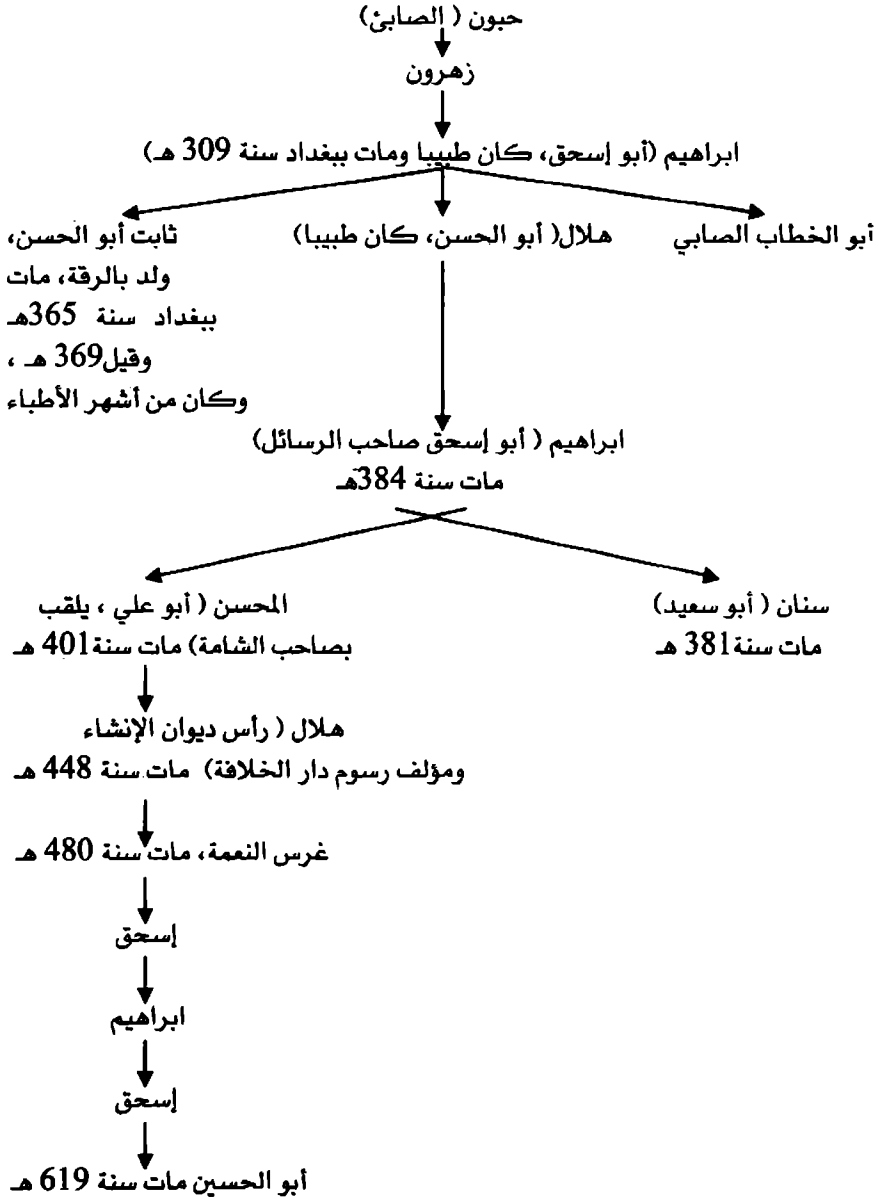 حبون ( الصابئ)
زهرون
ابراهيم (أبو إسحق، كان طبيبا ومات ببغداد سنة 309 هـ)
أبو الخطاب الصابي
هلال( أبو الحسن، كان طبيبا)
ثابت أبو الحسن،
ولد بالرقة، مات
ببغداد سنة 365هـ
وقيل369 هـ ،
وكان من أشهر الأطباء
ابراهيم ( أبو إسحق صاحب الرسائل)
مات سنة 384هـ
سنان ( أبو سعيد)
مات سنة381 هـ
المحسن ( أبو علي ، يلقب
بصاحب الشامة) مات سنة401 هـ
هلال ( رأس ديوان الإنشاء
ومؤلف رسوم دار الخلافة) مات سنة 448 هـ
غرس النعمة، مات سنة 480 هـ
إسحق
ابراهيم
إسحق
أبو الحسين مات سنة 619 هـ